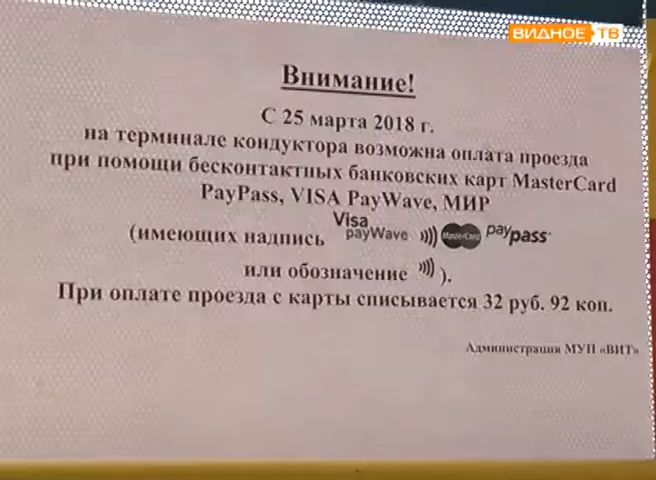 ВИДНОЕ ТВ
Внимание!
С 25 марта 2018 г.
на терминале кондуктора возможна оплата проезда
при помощи бесконтактных банковских карт MasterCard
PayPass, VISA PayWave, МИР
(имеющих надпись Visa payWave MasterCard paypass
или обозначение ).
При оплате проезда с карты списывается 32 руб. 92 коп.
Администрация МУП «ВИТ»